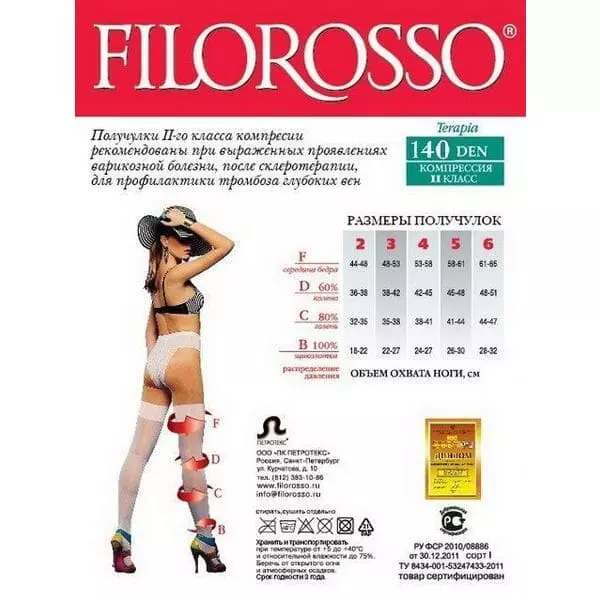 FILOROSSO®
Terapia
Получулки II-го класса компресии
рекомендованы при выраженных проявлениях
варикозной болезни, после склеротерапии,
для профилактики тромбоза глубоких вен
140 DEN
КОМПРЕССИЯ
II КЛАСС
РАЗМЕРЫ ПОЛУЧУЛОК
2 3 4 5 6
F середина бедра 44-48 48-53 53-58 58-61 61-65
D 60% колено 36-38 38-42 42-45 45-48 48-51
C 80% голень 32-35 35-38 38-41 41-44 44-47
B 100% щиколотки 18-22 22-27 24-27 26-30 28-32
распределение
давления
ОБЪЕМ ОХВАТА НОГИ, см
F
D
C
B
ПЕТРОТЕКС®
ООО «ПК ПЕТРОТЕКС»
Россия, Санкт-Петербург
ул. Курчатова, д. 10
тел. (812) 383-10-86
www.filorosso.ru
info@filorosso.ru
стирать, сушить отдельно
Хранить и транспортировать
при температуре от +5 до +40°C
и относительной влажности до 75%.
Беречь от открытого огня
и атмосферных осадков.
Срок годности 3 года.
ДИПЛОМ
РУ ФСР 2010/08886
от 30.12.2011 сорт I
ТУ 8434-001-53247433-2011
товар сертифицирован